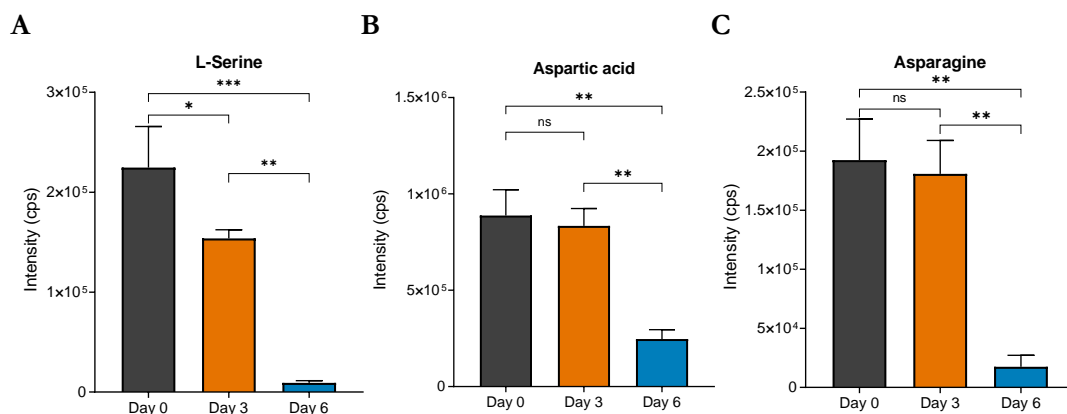 A
L-Serine
Intensity (cps)
3×10⁵
2×10⁵
1×10⁵
0
***
*
**
Day 0 Day 3 Day 6
B
Aspartic acid
Intensity (cps)
1.5×10⁶
1×10⁶
5×10⁵
0
**
ns
**
Day 0 Day 3 Day 6
C
Asparagine
Intensity (cps)
2.5×10⁵
2×10⁵
1.5×10⁵
1×10⁵
5×10⁴
0
**
ns
**
Day 0 Day 3 Day 6